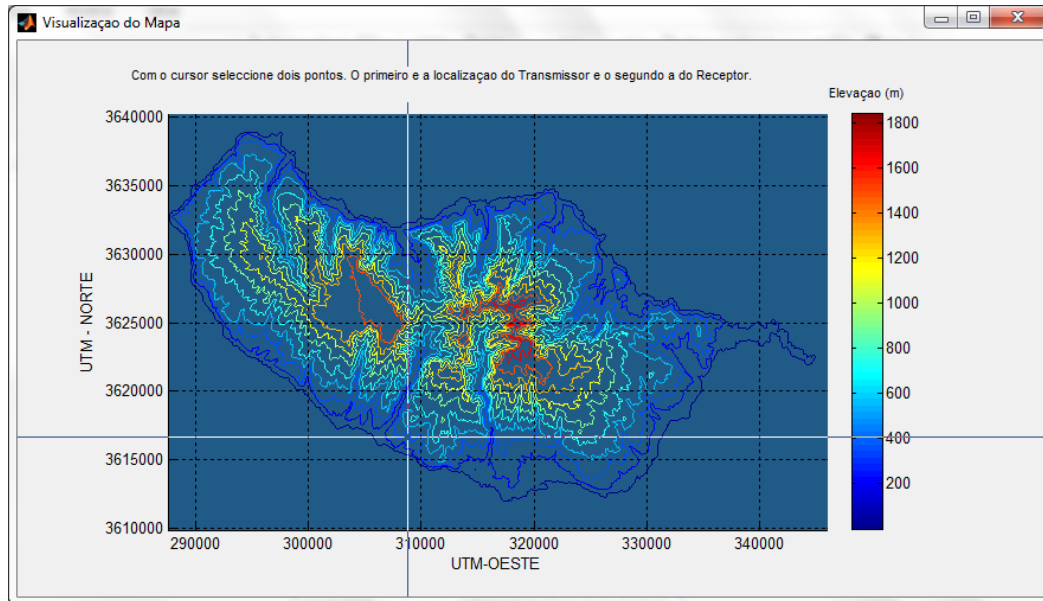 Visualizaçao do Mapa
Com o cursor seleccione dois pontos. O primeiro e a localizaçao do Transmissor e o segundo a do Receptor.
Elevaçao (m)
3640000
3635000
3630000
3625000
3620000
3615000
3610000
UTM - NORTE
290000 300000 310000 320000 330000 340000
UTM-OESTE
1800
1600
1400
1200
1000
800
600
400
200